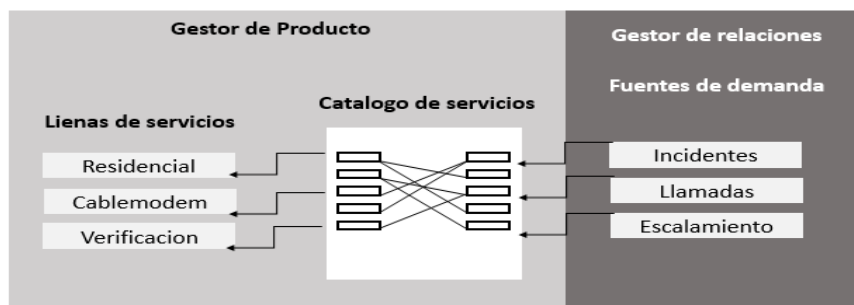 Gestor de Producto
Gestor de relaciones
Fuentes de demanda
Catalogo de servicios
Lienas de servicios
Residencial
Cablemodem
Verificacion
Incidentes
Llamadas
Escalamiento